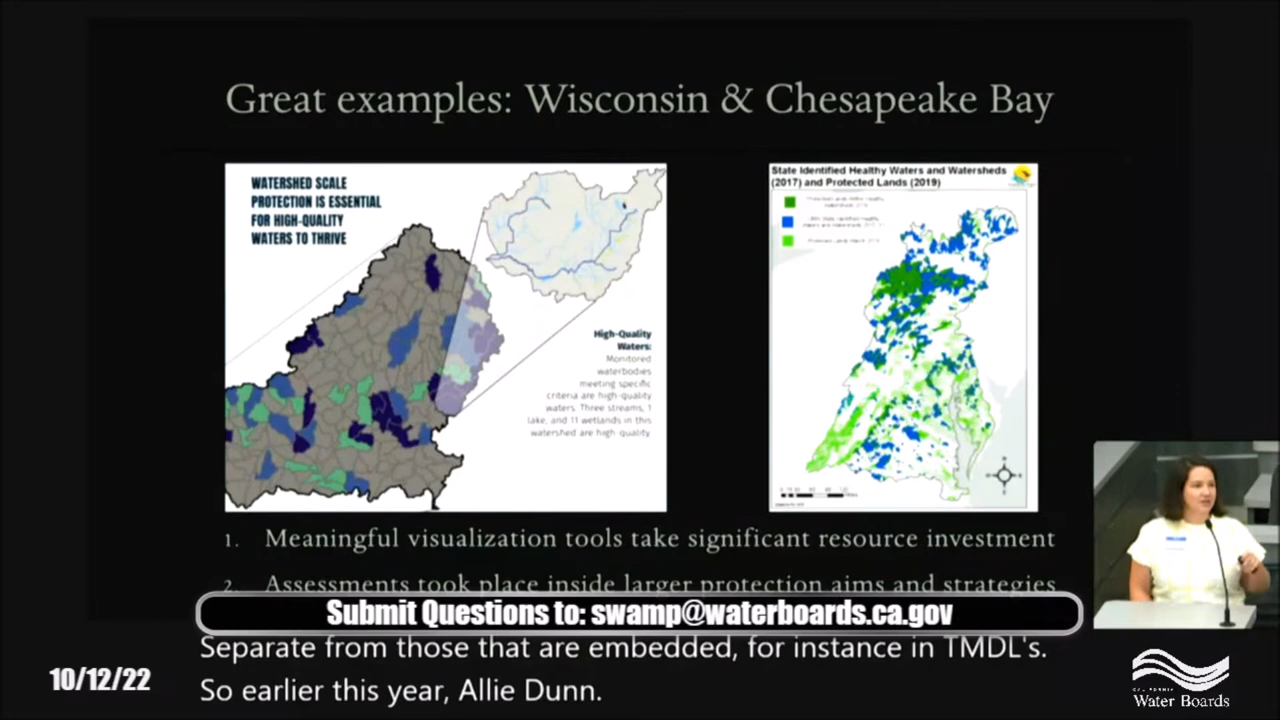 Great examples: Wisconsin & Chesapeake Bay
WATERSHED SCALE
PROTECTION IS ESSENTIAL
FOR HIGH-QUALITY
WATERS TO THRIVE
High-Quality
Waters:
Monitored
waterbodies
meeting specific
criteria are high-quality
waters. Three streams, 1
lake, and 11 wetlands in this
watershed are high quality.
State Identified Healthy Waters and Watersheds
(2017) and Protected Lands (2019)
1. Meaningful visualization tools take significant resource investment
2. Assessments took place inside larger protection aims and strategies
Submit Questions to: swamp@waterboards.ca.gov
Separate from those that are embedded, for instance in TMDL's.
So earlier this year, Allie Dunn.
10/12/22
CALIFORNIA
Water Boards